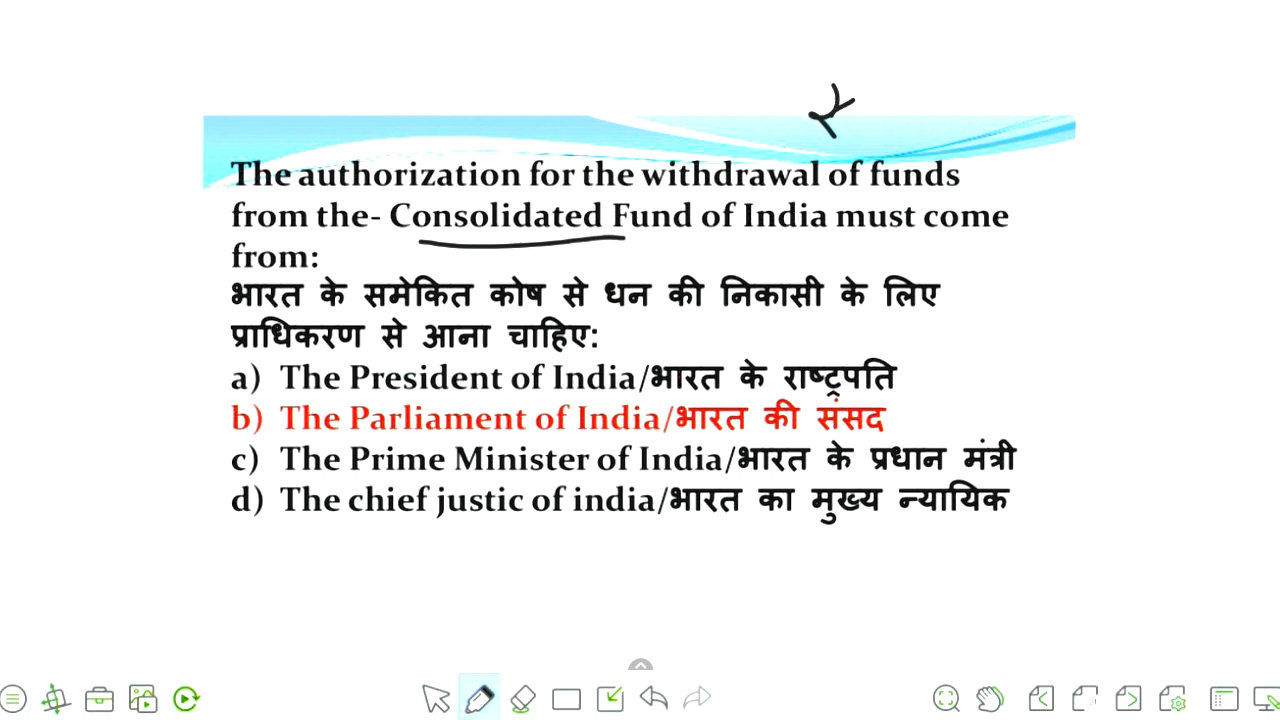 The authorization for the withdrawal of funds
from the- Consolidated Fund of India must come
from:
भारत के समेकित कोष से धन की निकासी के लिए
प्राधिकरण से आना चाहिए:
a) The President of India/भारत के राष्ट्रपति
b) The Parliament of India/भारत की संसद
c) The Prime Minister of India/भारत के प्रधान मंत्री
d) The chief justic of india/भारत का मुख्य न्यायिक